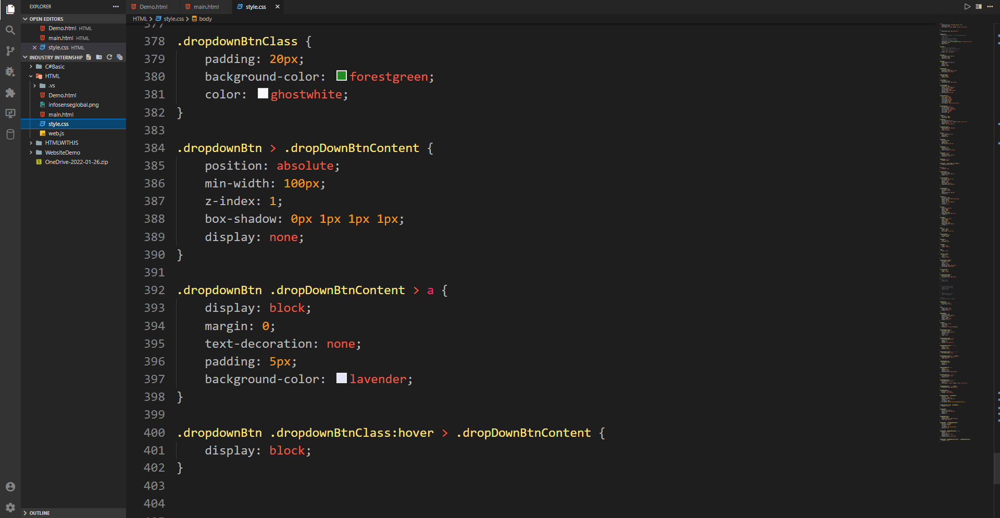 EXPLORER
OPEN EDITORS
Demo.html HTML
main.html HTML
style.css HTML
INDUSTRY INTERNSHIP
C#Basic
HTML
.vs
Demo.html
infosenseglobal.png
main.html
style.css
web.js
HTMLWITHJS
WebsiteDemo
OneDrive-2022-01-26.zip
OUTLINE
Demo.html main.html style.css
HTML > style.css > body
377
378 .dropdownBtnClass {
379 padding: 20px;
380 background-color: forestgreen;
381 color: ghostwhite;
382 }
383
384 .dropdownBtn > .dropDownBtnContent {
385 position: absolute;
386 min-width: 100px;
387 z-index: 1;
388 box-shadow: 0px 1px 1px 1px;
389 display: none;
390 }
391
392 .dropdownBtn .dropDownBtnContent > a {
393 display: block;
394 margin: 0;
395 text-decoration: none;
396 padding: 5px;
397 background-color: lavender;
398 }
399
400 .dropdownBtn .dropdownBtnClass:hover > .dropDownBtnContent {
401 display: block;
402 }
403
404